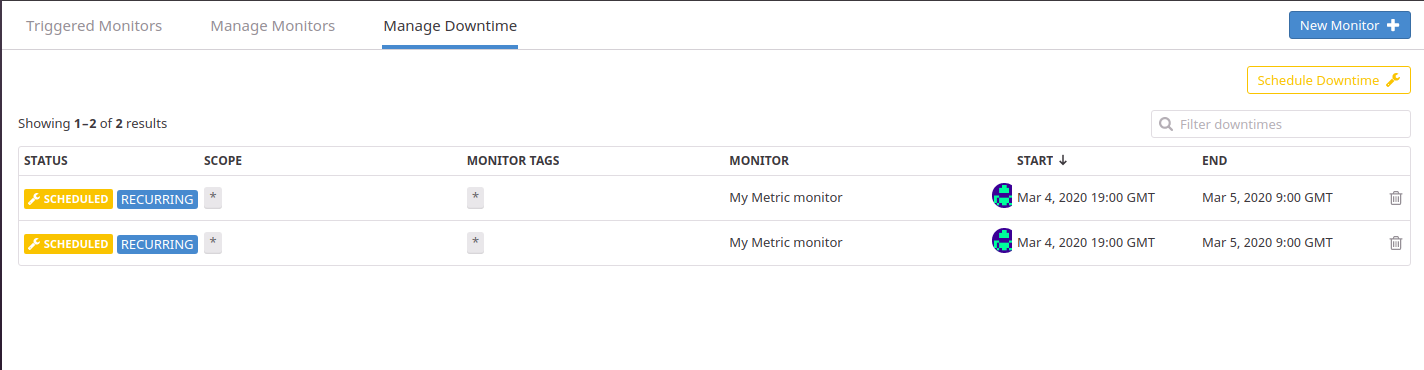 Triggered Monitors Manage Monitors Manage Downtime New Monitor
Schedule Downtime
Showing 1–2 of 2 results Filter downtimes
STATUS SCOPE MONITOR TAGS MONITOR START ↓ END
SCHEDULED RECURRING * * My Metric monitor Mar 4, 2020 19:00 GMT Mar 5, 2020 9:00 GMT
SCHEDULED RECURRING * * My Metric monitor Mar 4, 2020 19:00 GMT Mar 5, 2020 9:00 GMT